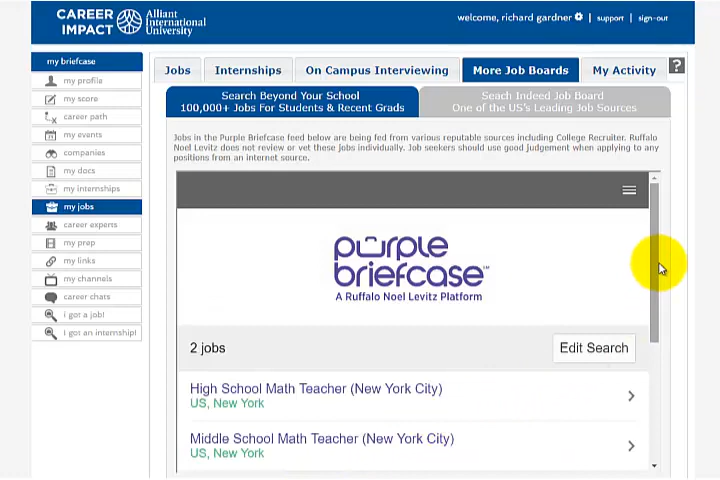 CAREER IMPACT
Alliant International University
welcome, richard gardner | support | sign-out
my briefcase
my profile
my score
career path
my events
companies
my docs
my internships
my jobs
career experts
my prep
my links
my channels
career chats
i got a job!
i got an internship!
Jobs
Internships
On Campus Interviewing
More Job Boards
My Activity
?
Search Beyond Your School
100,000+ Jobs For Students & Recent Grads
Seach Indeed Job Board
One of the US's Leading Job Sources
Jobs in the Purple Briefcase feed below are being fed from various reputable sources including College Recruiter. Ruffalo
Noel Levitz does not review or vet these jobs individually. Job seekers should use good judgement when applying to any
positions from an internet source.
purple
briefcase™
A Ruffalo Noel Levitz Platform
2 jobs
Edit Search
High School Math Teacher (New York City)
US, New York
Middle School Math Teacher (New York City)
US, New York